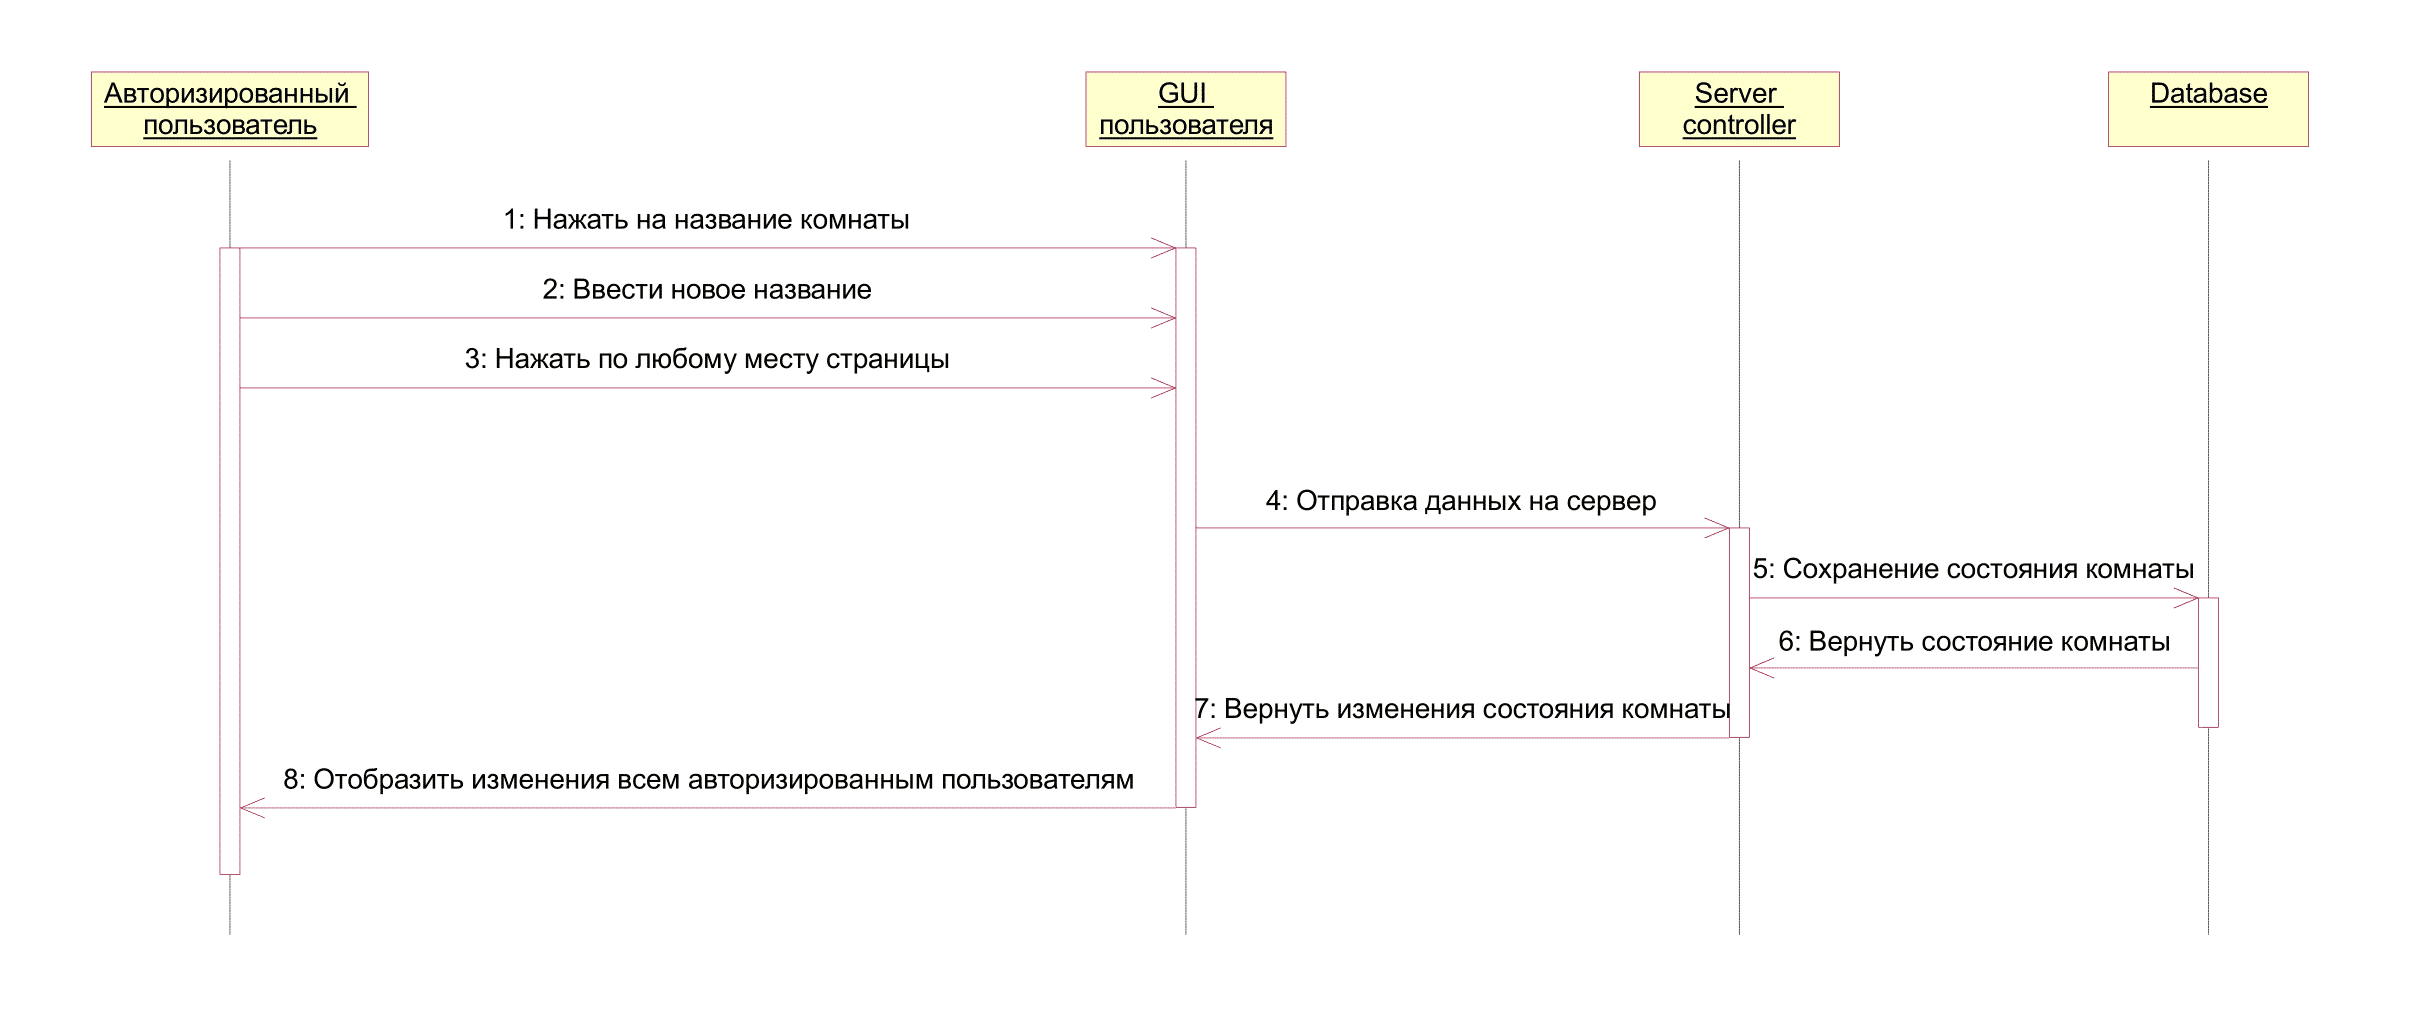 Авторизированный
пользователь
GUI
пользователя
Server
controller
Database
1: Нажать на название комнаты
2: Ввести новое название
3: Нажать по любому месту страницы
4: Отправка данных на сервер
5: Сохранение состояния комнаты
6: Вернуть состояние комнаты
7: Вернуть изменения состояния комнаты
8: Отобразить изменения всем авторизированным пользователям